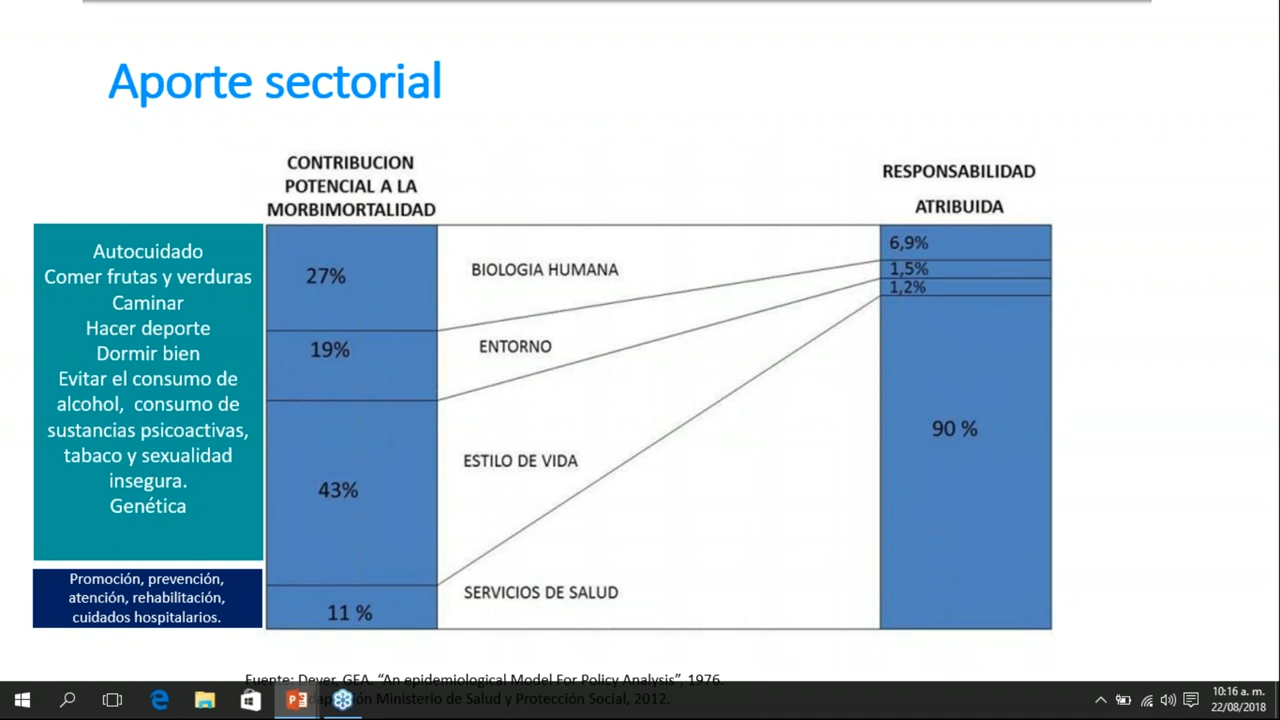 Aporte sectorial
CONTRIBUCION
POTENCIAL A LA
MORBIMORTALIDAD
RESPONSABILIDAD
ATRIBUIDA
Autocuidado
Comer frutas y verduras
Caminar
Hacer deporte
Dormir bien
Evitar el consumo de
alcohol, consumo de
sustancias psicoactivas,
tabaco y sexualidad
insegura.
Genética
Promoción, prevención,
atención, rehabilitación,
cuidados hospitalarios.
27%
BIOLOGIA HUMANA
6,9%
19%
ENTORNO
1,5%
43%
ESTILO DE VIDA
1,2%
11 %
SERVICIOS DE SALUD
90 %
Fuente: Dever, GEA. "An epidemiological Model For Policy Analysis", 1976.
Ministerio de Salud y Protección Social, 2012.
10:16 a. m.
22/08/2018